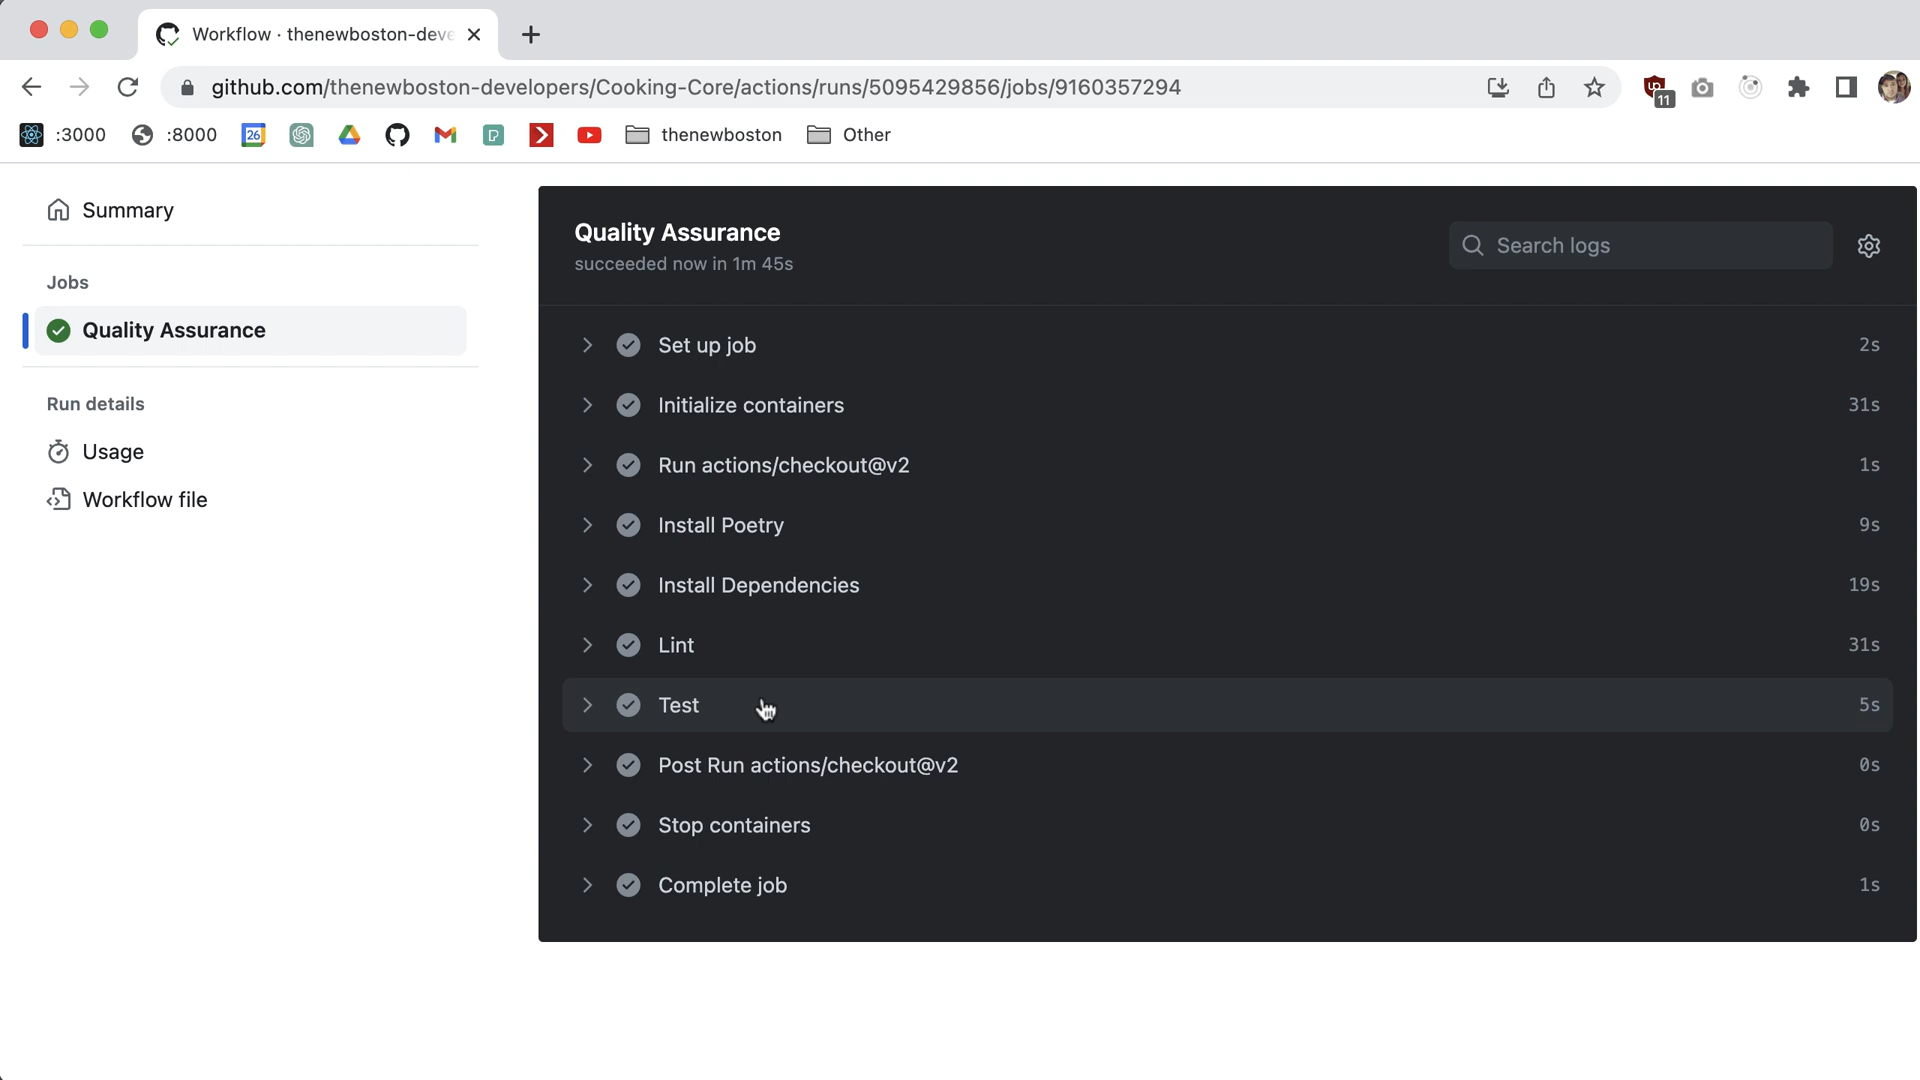 Workflow · thenewboston-deve
github.com/thenewboston-developers/Cooking-Core/actions/runs/5095429856/jobs/9160357294
11
:3000
:8000
26
thenewboston
Other
Summary
Jobs
Quality Assurance
Run details
Usage
Workflow file
Quality Assurance
succeeded now in 1m 45s
Search logs
Set up job 2s
Initialize containers 31s
Run actions/checkout@v2 1s
Install Poetry 9s
Install Dependencies 19s
Lint 31s
Test 5s
Post Run actions/checkout@v2 0s
Stop containers 0s
Complete job 1s